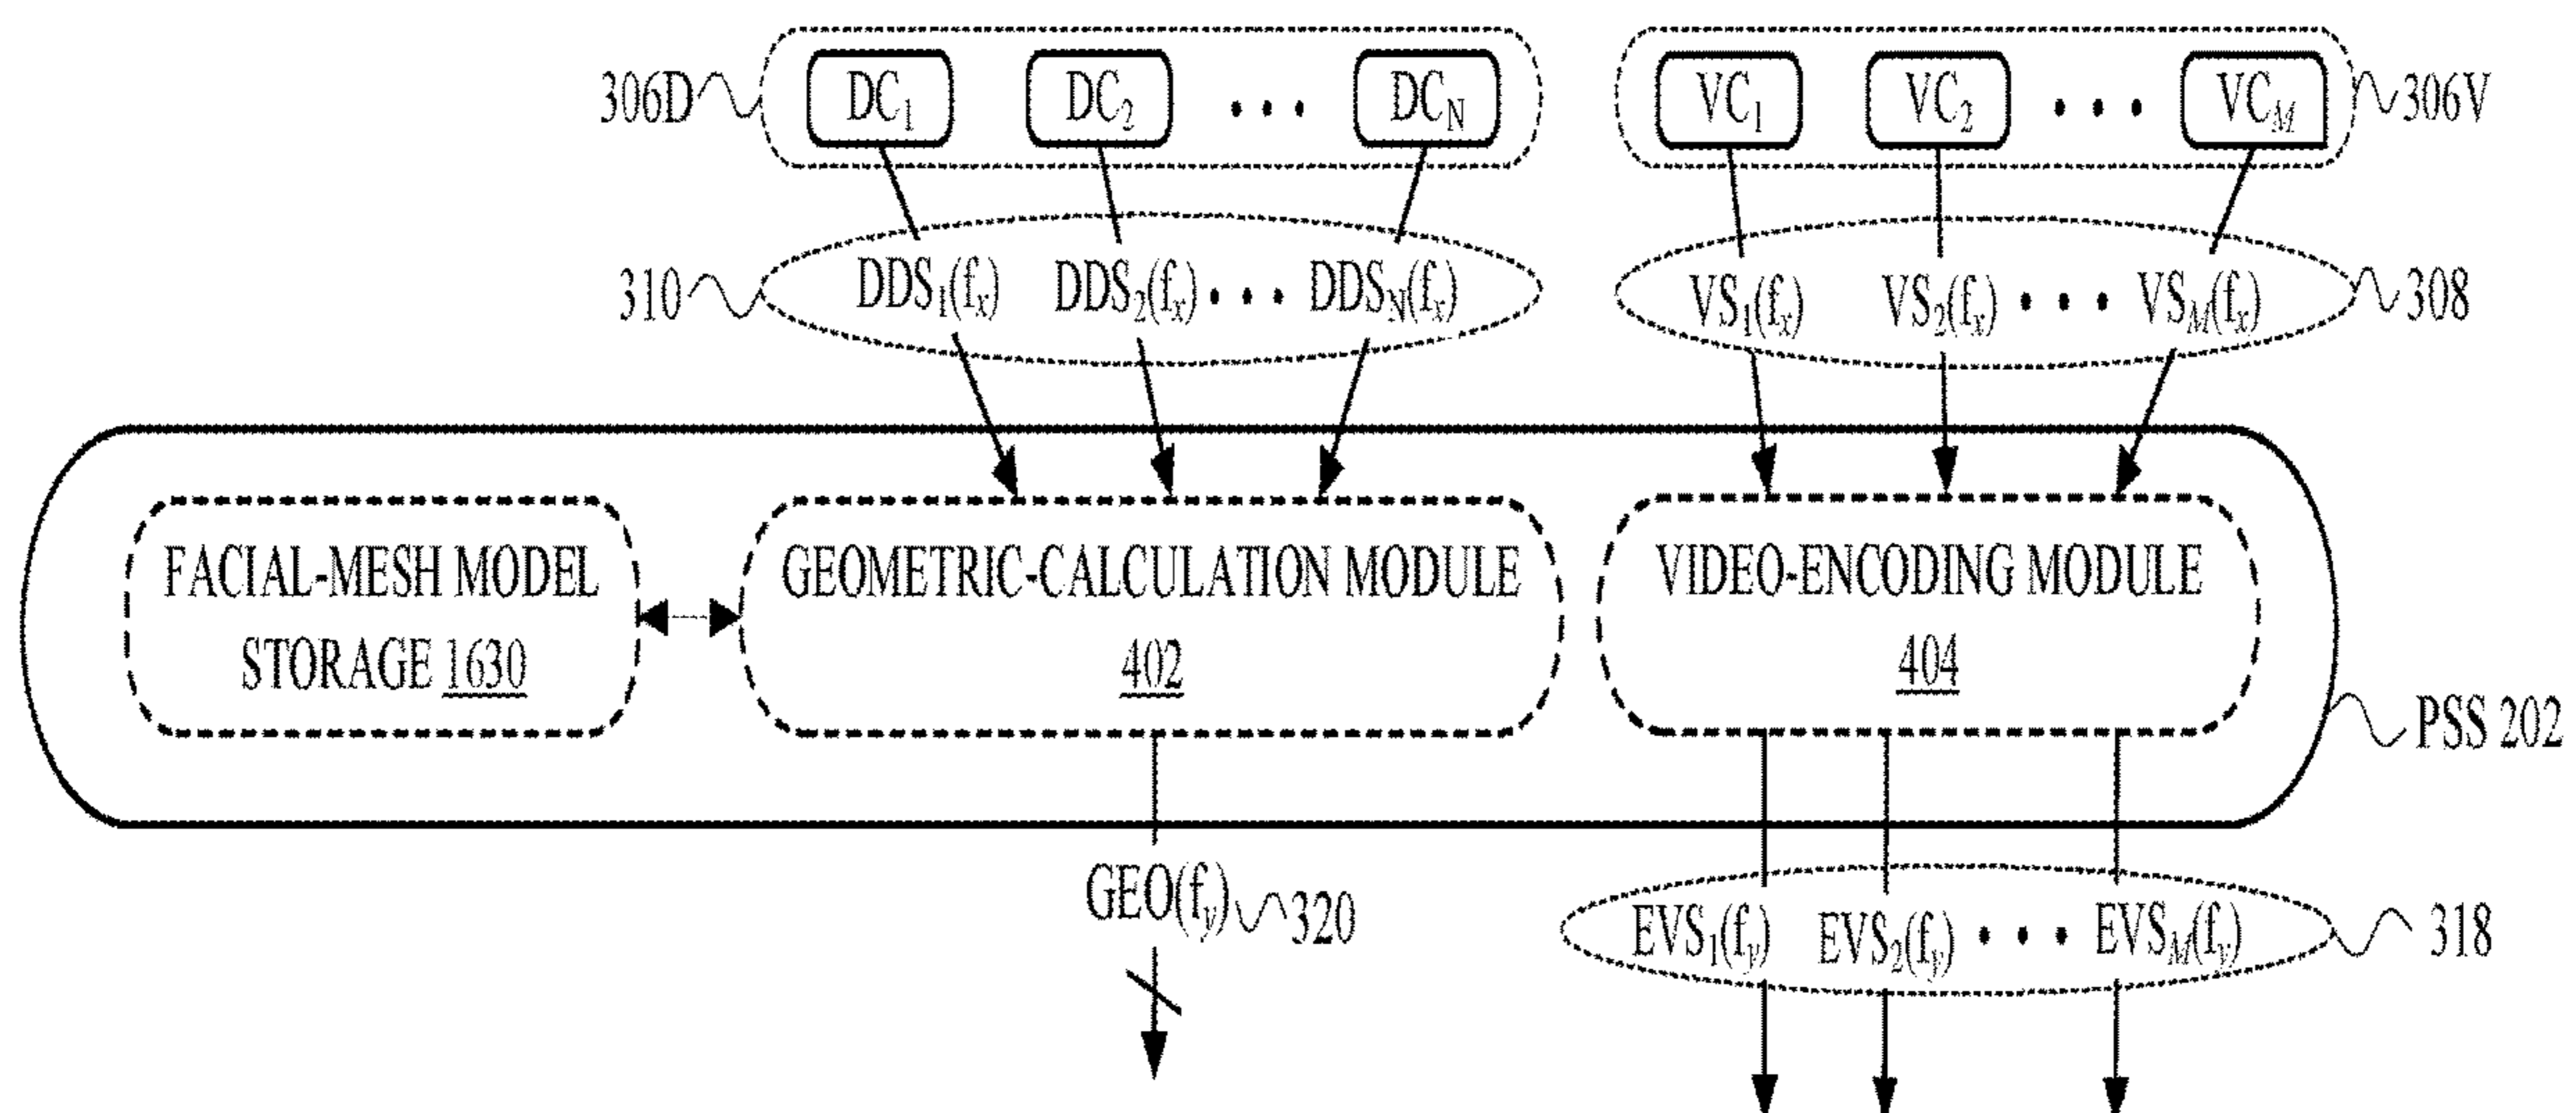 306D DC1 DC2 • • • DCN VC1 VC2 • • • VCM 306V
310 DDS1(fx) DDS2(fx) • • • DDSN(fx) VS1(fx) VS2(fx) • • • VSM(fx) 308
FACIAL-MESH MODEL
STORAGE 1630
GEOMETRIC-CALCULATION MODULE
402
VIDEO-ENCODING MODULE
404
PSS 202
GEO(fy) 320
EVS1(fy) EVS2(fy) • • • EVSM(fy) 318